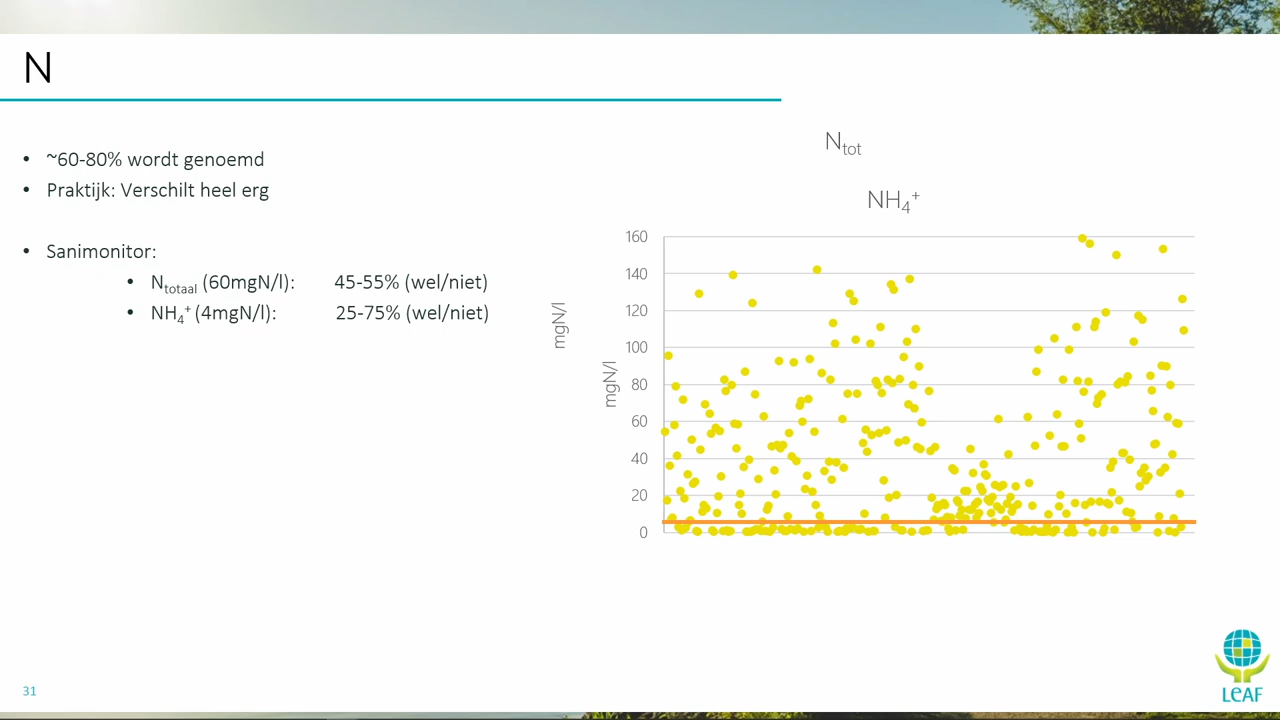 N
• ~60-80% wordt genoemd
• Praktijk: Verschilt heel erg
• Sanimonitor:
• Ntotaal (60mgN/l): 45-55% (wel/niet)
• NH4+ (4mgN/l): 25-75% (wel/niet)
Ntot
NH4+
mgN/l
mgN/l
160
140
120
100
80
60
40
20
0
31
LeAF